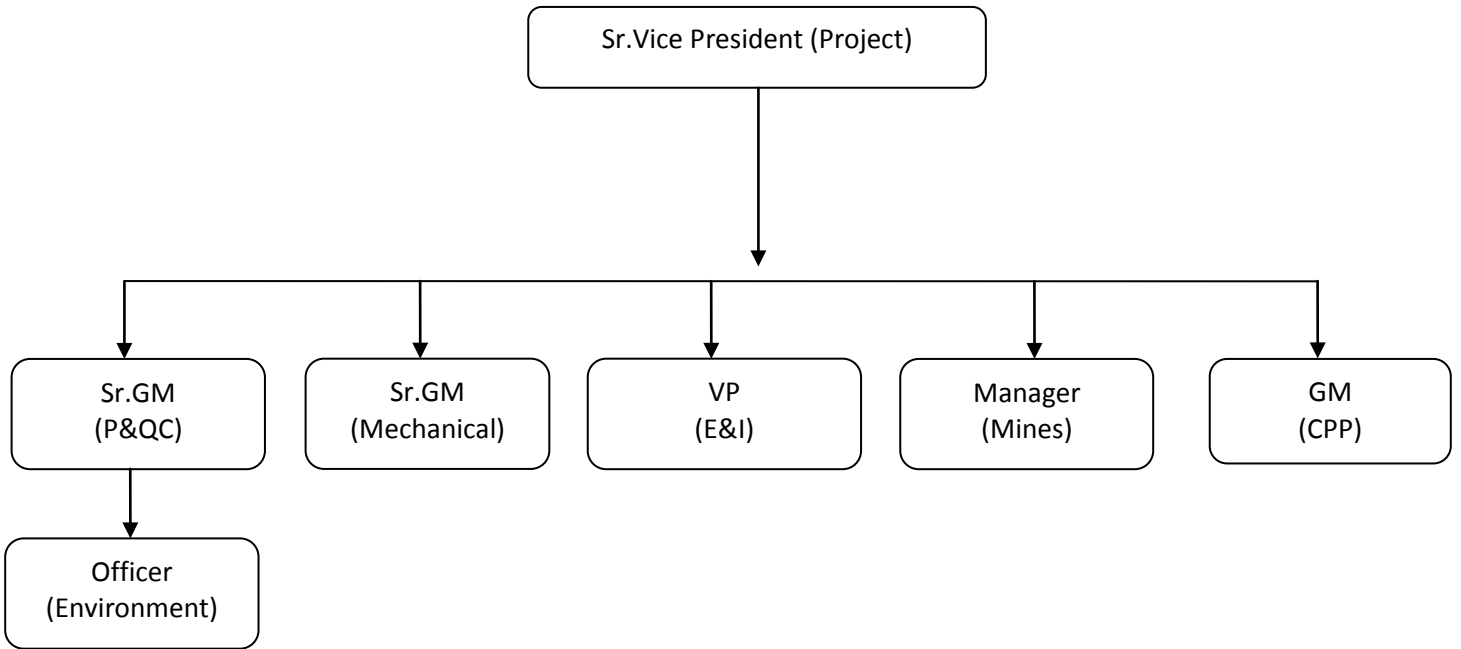 Sr.Vice President (Project)
Sr.GM
(P&QC)
Sr.GM
(Mechanical)
VP
(E&I)
Manager
(Mines)
GM
(CPP)
Officer
(Environment)